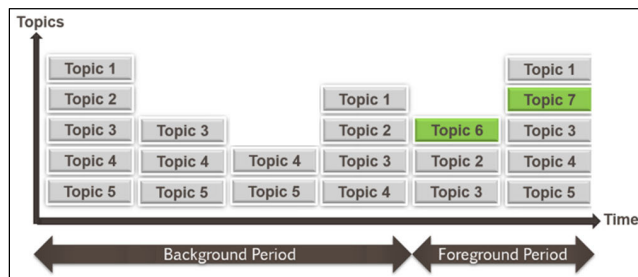 Topics
Topic 1 Topic 1
Topic 2 Topic 1 Topic 7
Topic 3 Topic 3 Topic 2 Topic 6 Topic 3
Topic 4 Topic 4 Topic 4 Topic 3 Topic 2 Topic 4
Topic 5 Topic 5 Topic 5 Topic 4 Topic 3 Topic 5
Time
Background Period Foreground Period